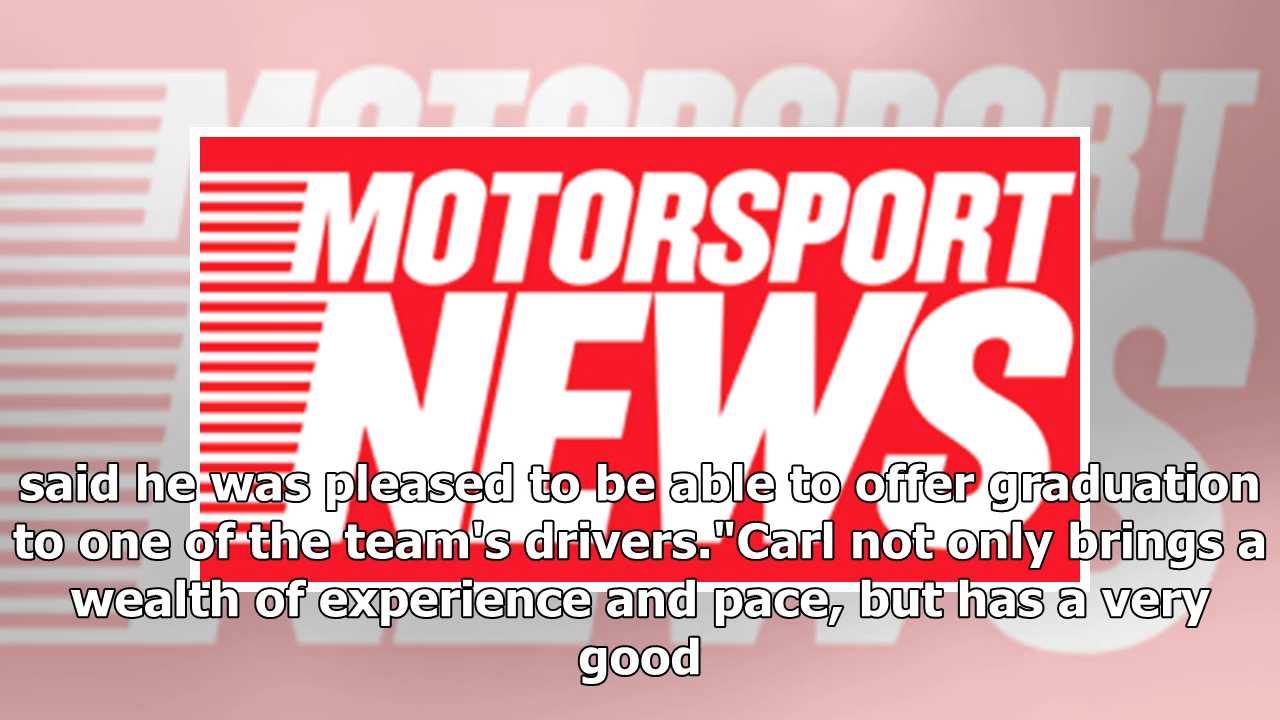 MOTORSPORT
MOTORSPORT
NEWS
said he was pleased to be able to offer graduation
to one of the team's drivers."Carl not only brings a
wealth of experience and pace, but has a very
good